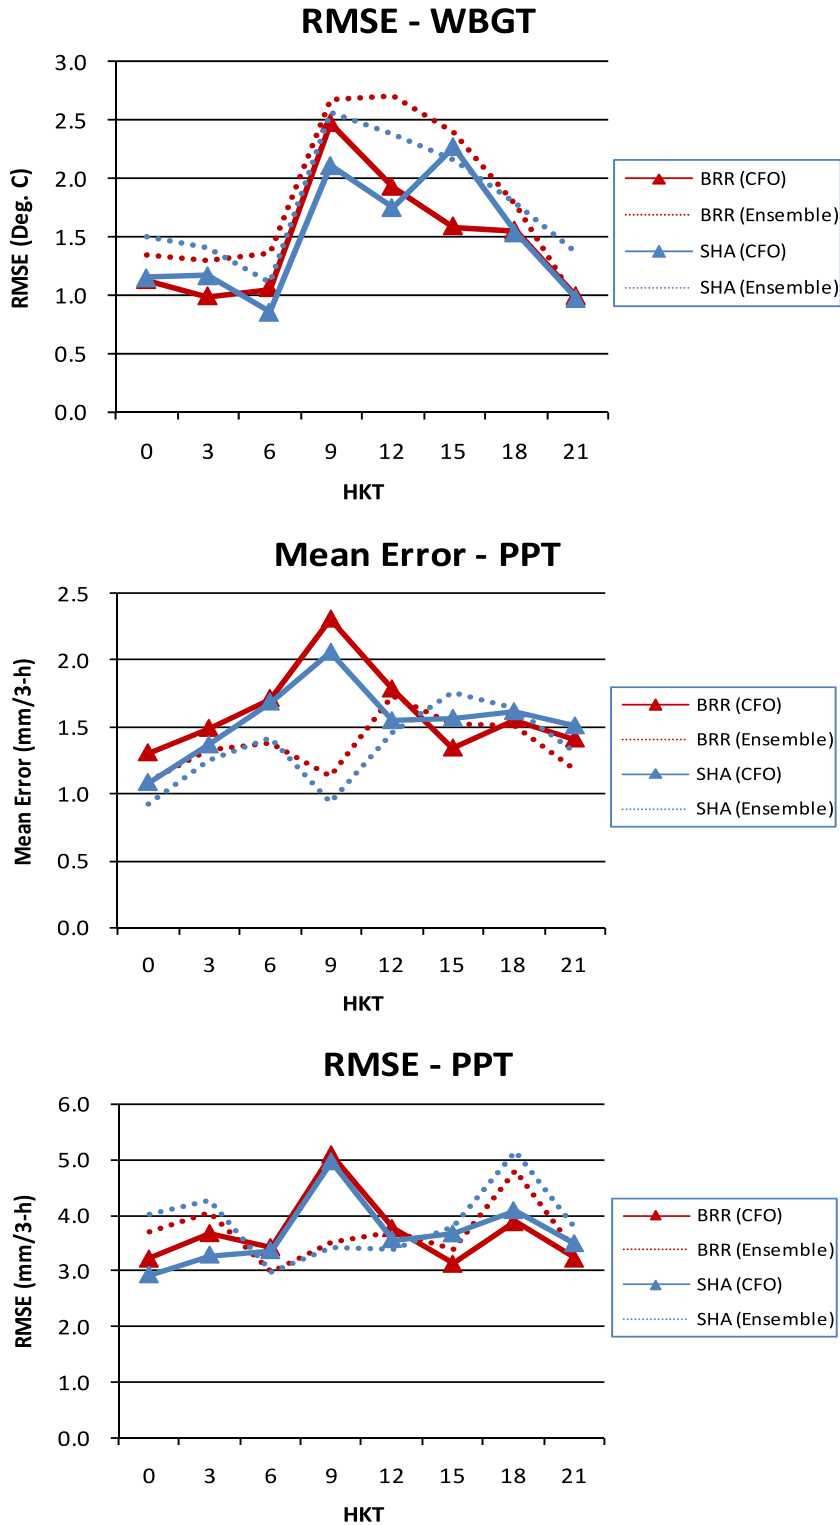 RMSE - WBGT
3.0
2.5
2.0
1.5
1.0
0.5
0.0
RMSE (Deg. C)
0 3 6 9 12 15 18 21
HKT
BRR (CFO)
BRR (Ensemble)
SHA (CFO)
SHA (Ensemble)
Mean Error - PPT
2.5
2.0
1.5
1.0
0.5
0.0
Mean Error (mm/3-h)
0 3 6 9 12 15 18 21
HKT
BRR (CFO)
BRR (Ensemble)
SHA (CFO)
SHA (Ensemble)
RMSE - PPT
6.0
5.0
4.0
3.0
2.0
1.0
0.0
RMSE (mm/3-h)
0 3 6 9 12 15 18 21
HKT
BRR (CFO)
BRR (Ensemble)
SHA (CFO)
SHA (Ensemble)